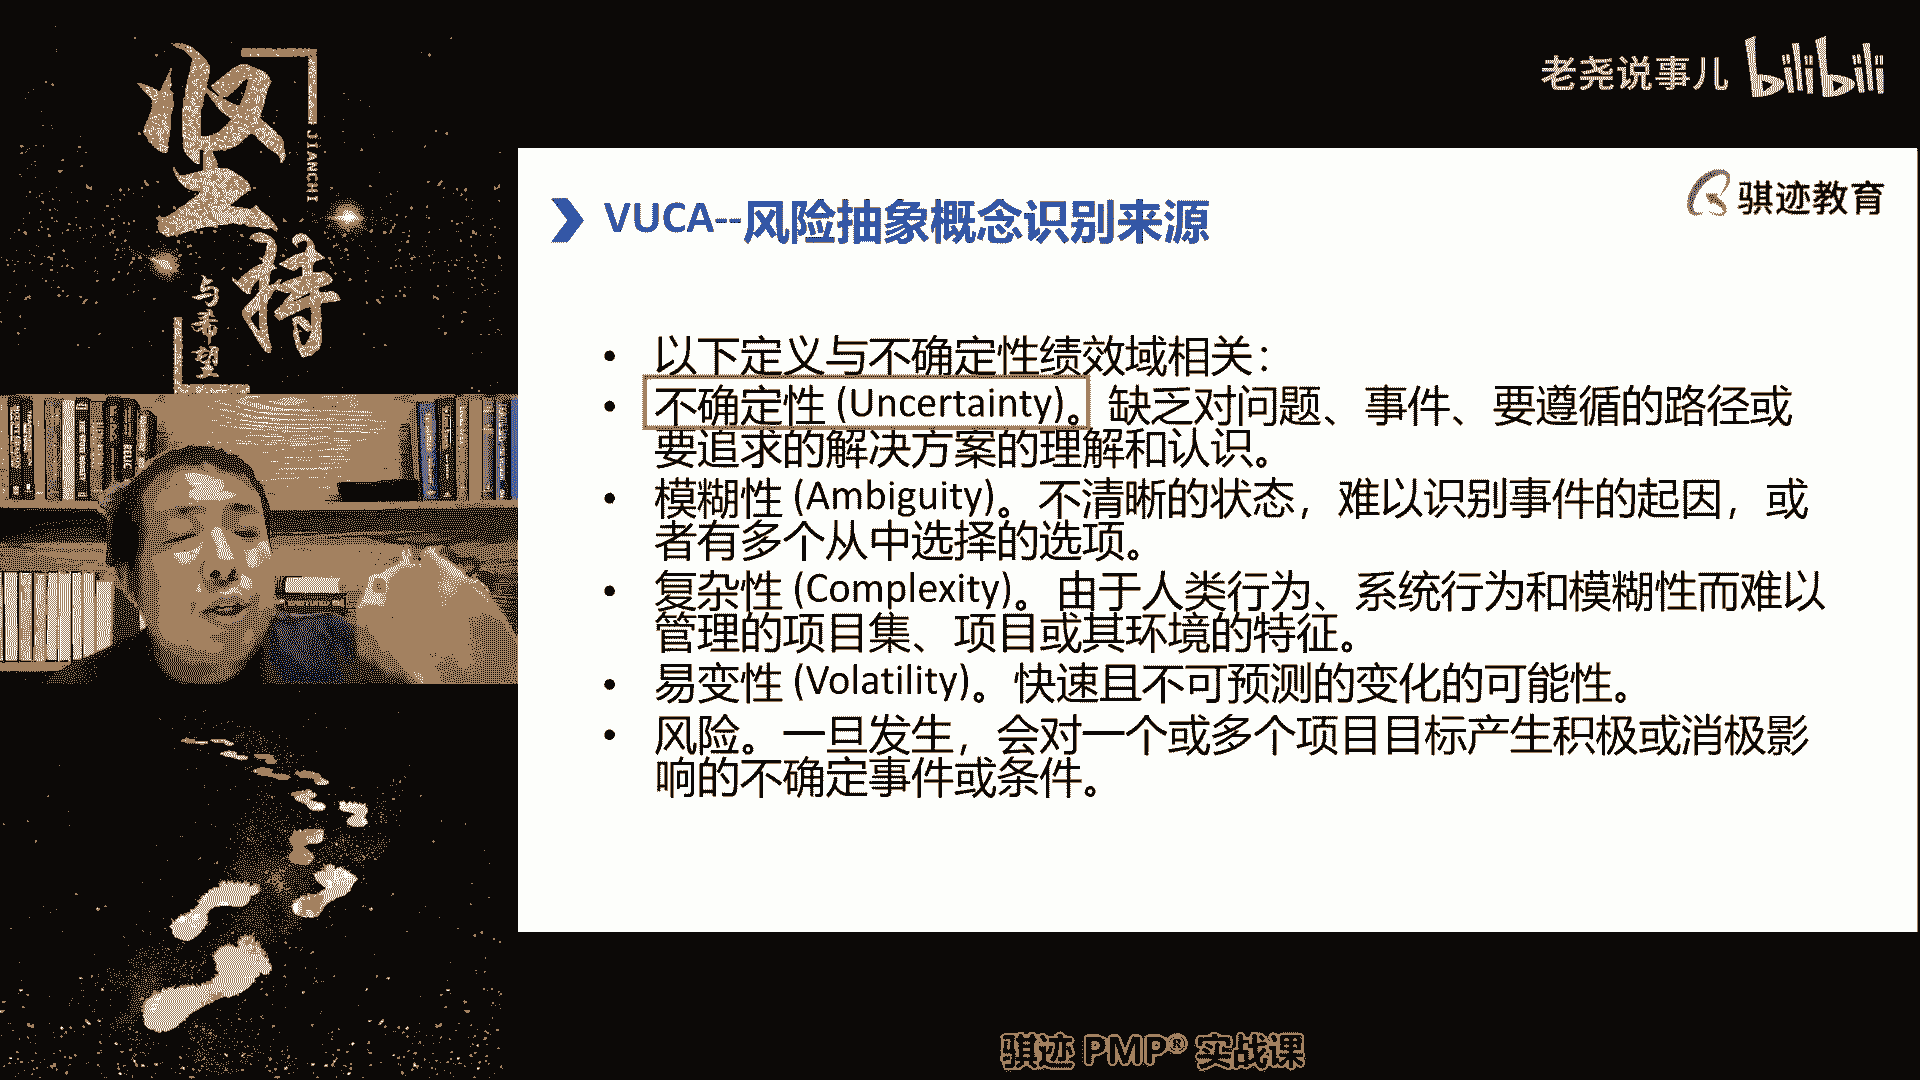 坚持
JIANCHI
与希望
老尧说事儿 bilibili
骐迹教育
VUCA--风险抽象概念识别来源
• 以下定义与不确定性绩效域相关：
• 不确定性 (Uncertainty)。缺乏对问题、事件、要遵循的路径或
要追求的解决方案的理解和认识。
• 模糊性 (Ambiguity)。不清晰的状态，难以识别事件的起因，或
者有多个从中选择的选项。
• 复杂性 (Complexity)。由于人类行为、系统行为和模糊性而难以
管理的项目集、项目或其环境的特征。
• 易变性 (Volatility)。快速且不可预测的变化的可能性。
• 风险。一旦发生，会对一个或多个项目目标产生积极或消极影
响的不确定事件或条件。
骐迹 PMP® 实战课